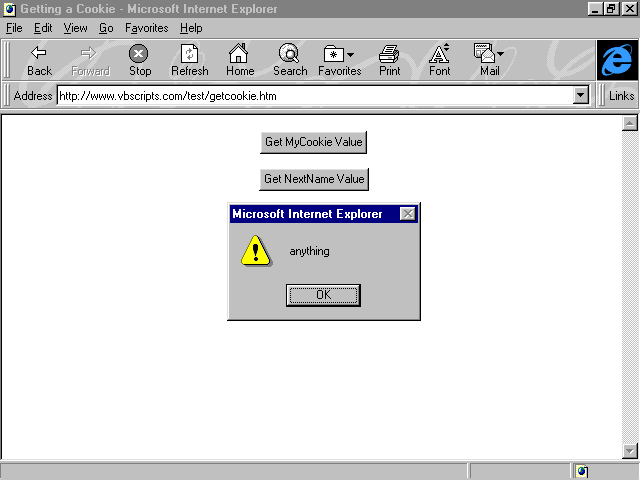 Getting a Cookie - Microsoft Internet Explorer
File Edit View Go Favorites Help
Back Forward Stop Refresh Home Search Favorites Print Font Mail
Address http://www.vbscripts.com/test/getcookie.htm Links
Get MyCookie Value
Get NextName Value
Microsoft Internet Explorer
anything
OK